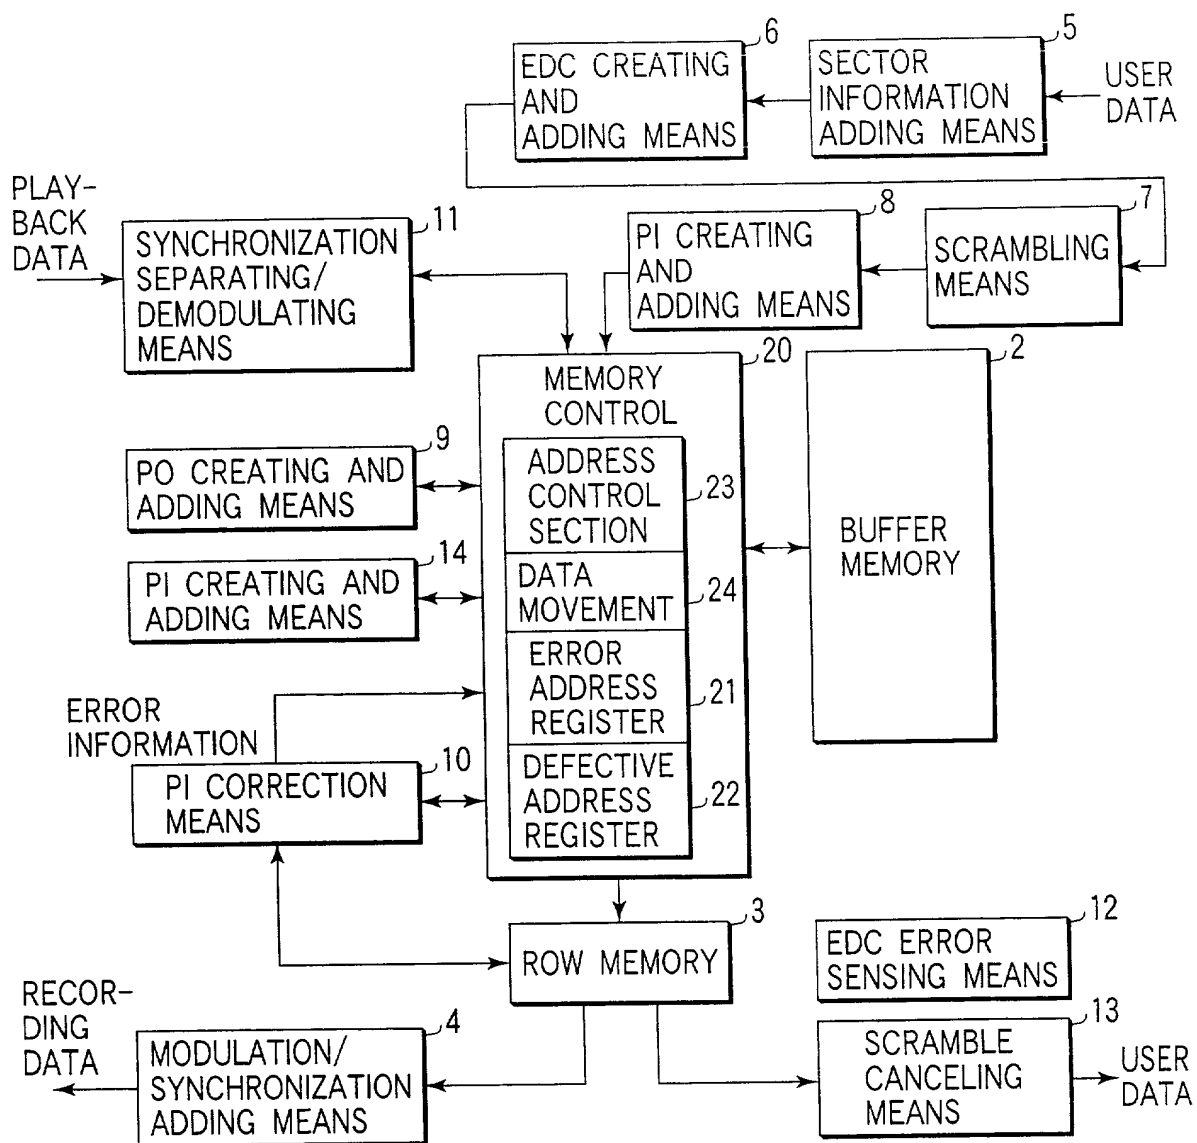 6
EDC CREATING
AND
ADDING MEANS
5
SECTOR
INFORMATION
ADDING MEANS
USER
DATA
PLAY-
BACK
DATA
11
SYNCHRONIZATION
SEPARATING/
DEMODULATING
MEANS
8
PI CREATING
AND
ADDING MEANS
7
SCRAMBLING
MEANS
20
MEMORY
CONTROL
2
BUFFER
MEMORY
9
PO CREATING AND
ADDING MEANS
ADDRESS
CONTROL
SECTION
23
14
PI CREATING AND
ADDING MEANS
DATA
MOVEMENT
24
ERROR
ADDRESS
REGISTER
21
ERROR
INFORMATION
10
PI CORRECTION
MEANS
DEFECTIVE
ADDRESS
REGISTER
22
3
ROW MEMORY
12
EDC ERROR
SENSING MEANS
RECOR-
DING
DATA
4
MODULATION/
SYNCHRONIZATION
ADDING MEANS
13
SCRAMBLE
CANCELING
MEANS
USER
DATA